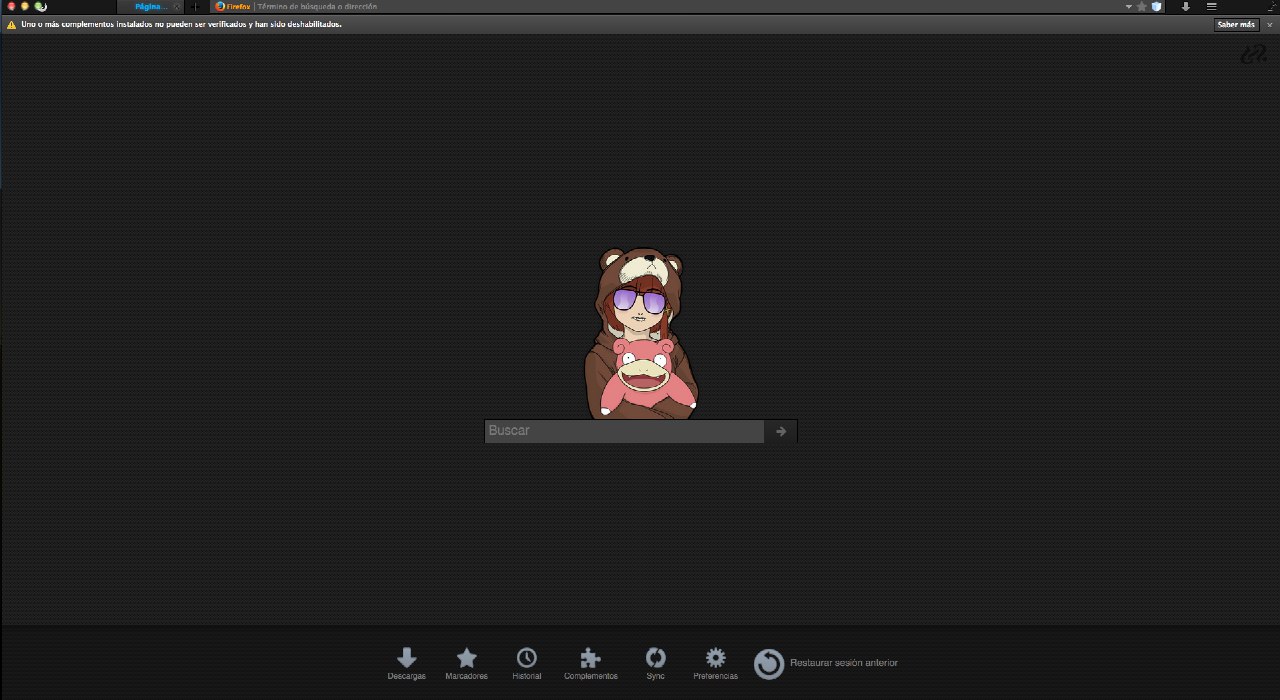 Página...
Firefox
Término de búsqueda o dirección
Uno o más complementos instalados no pueden ser verificados y han sido deshabilitados.
Saber más
Buscar
Descargas
Marcadores
Historial
Complementos
Sync
Preferencias
Restaurar sesión anterior